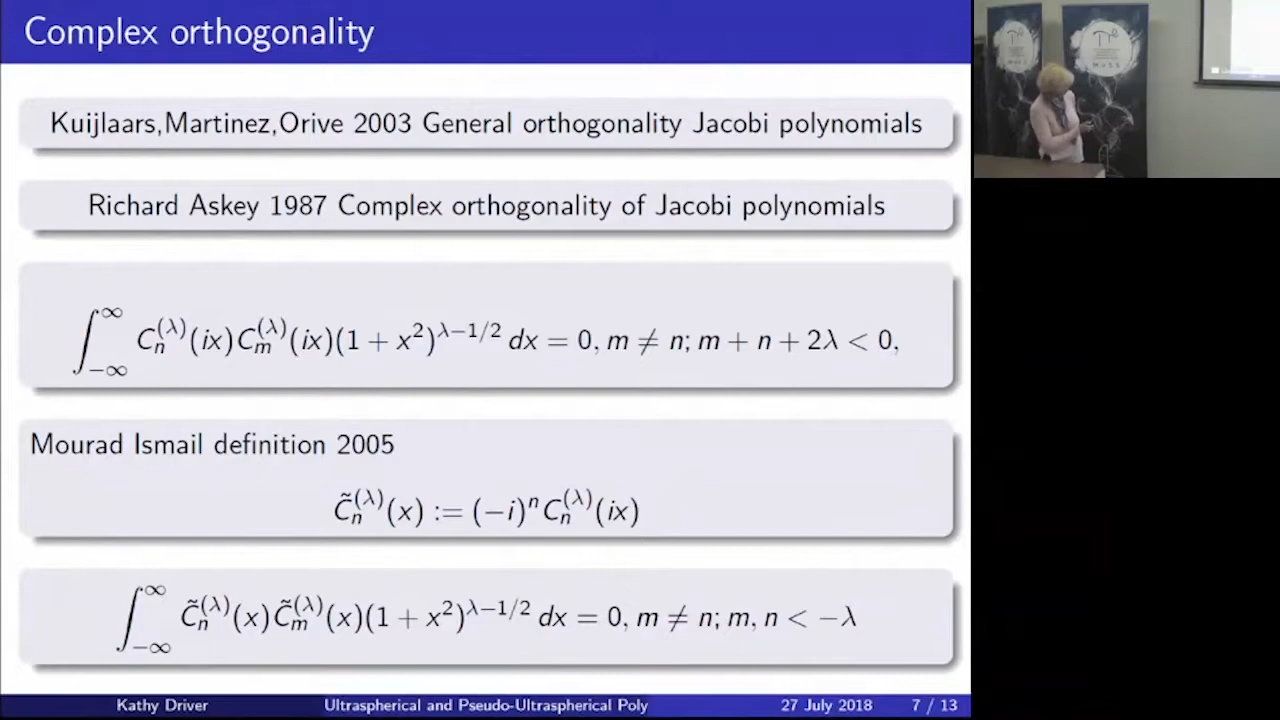 Complex orthogonality
Kuijlaars,Martinez,Orive 2003 General orthogonality Jacobi polynomials
Richard Askey 1987 Complex orthogonality of Jacobi polynomials
∫_{-∞}^{∞} C_n^{(λ)}(ix)C_m^{(λ)}(ix)(1 + x²)^{λ−1/2} dx = 0, m ≠ n; m + n + 2λ < 0,
Mourad Ismail definition 2005
C̃_n^{(λ)}(x) := (−i)^n C_n^{(λ)}(ix)
∫_{-∞}^{∞} C̃_n^{(λ)}(x)C̃_m^{(λ)}(x)(1 + x²)^{λ−1/2} dx = 0, m ≠ n; m, n < −λ
Kathy Driver Ultraspherical and Pseudo-Ultraspherical Poly 27 July 2018 7 / 13